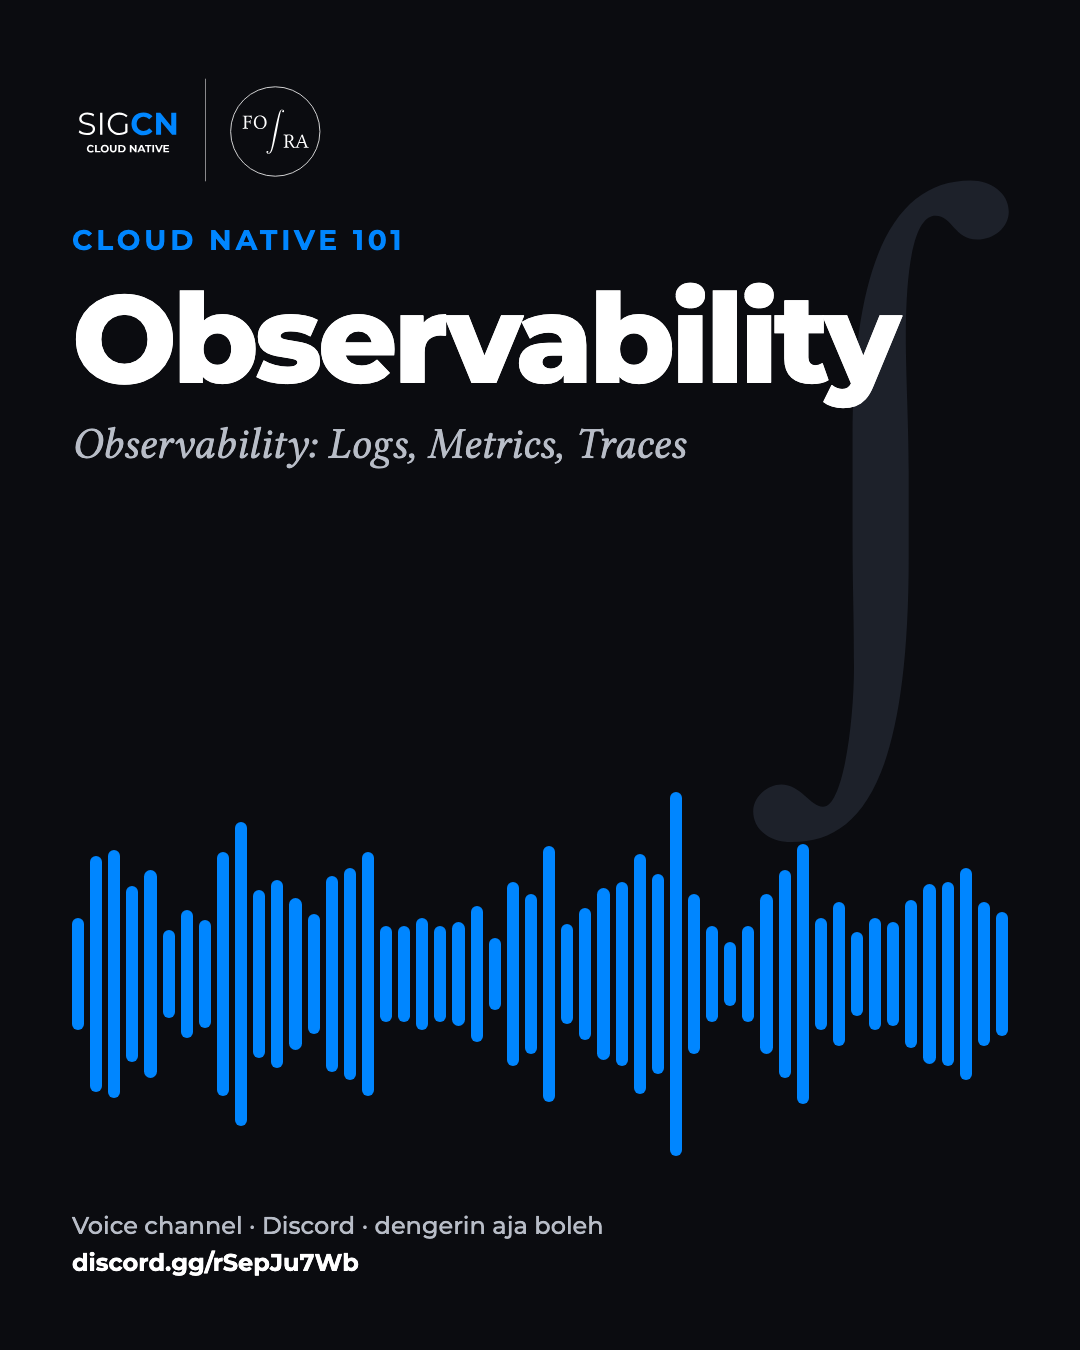 SIGCN
CLOUD NATIVE
FO∫RA
CLOUD NATIVE 101
Observability
Observability: Logs, Metrics, Traces
Voice channel · Discord · dengerin aja boleh
discord.gg/rSepJu7Wb